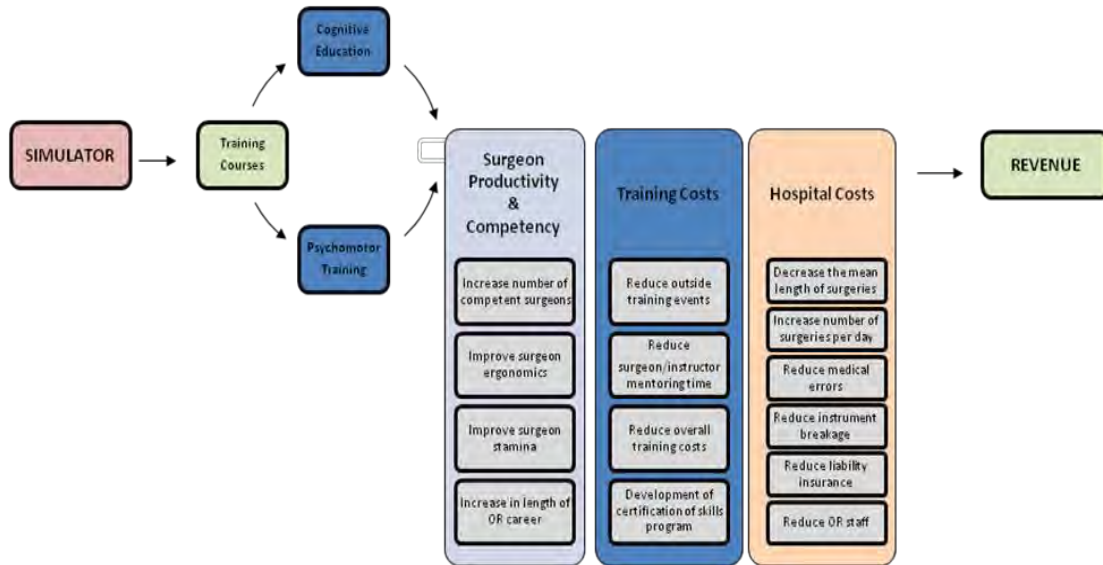 Cognitive
Education
SIMULATOR
Training
Courses
Psychomotor
Training
Surgeon
Productivity
&
Competency
Increase number of
competent surgeons
Improve surgeon
ergonomics
Improve surgeon
stamina
Increase in length of
OR career
Training Costs
Reduce outside
training events
Reduce
surgeon/instructor
mentoring time
Reduce overall
training costs
Development of
certification of skills
program
Hospital Costs
Decrease the mean
length of surgeries
Increase number of
surgeries per day
Reduce medical
errors
Reduce instrument
breakage
Reduce liability
insurance
Reduce OR staff
REVENUE